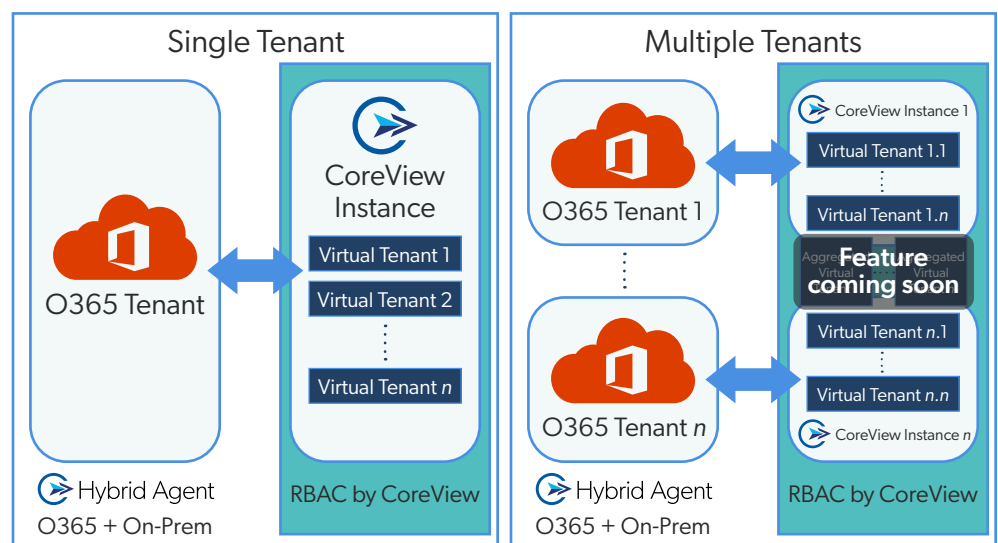 Single Tenant
O365 Tenant
CoreView
Instance
Virtual Tenant 1
Virtual Tenant 2
Virtual Tenant n
Hybrid Agent
O365 + On-Prem
RBAC by CoreView
Multiple Tenants
O365 Tenant 1
O365 Tenant n
CoreView Instance 1
Virtual Tenant 1.1
Virtual Tenant 1.n
Virtual
Virtual
Feature
coming soon
Virtual Tenant n.1
Virtual Tenant n.n
CoreView Instance n
Hybrid Agent
O365 + On-Prem
RBAC by CoreView